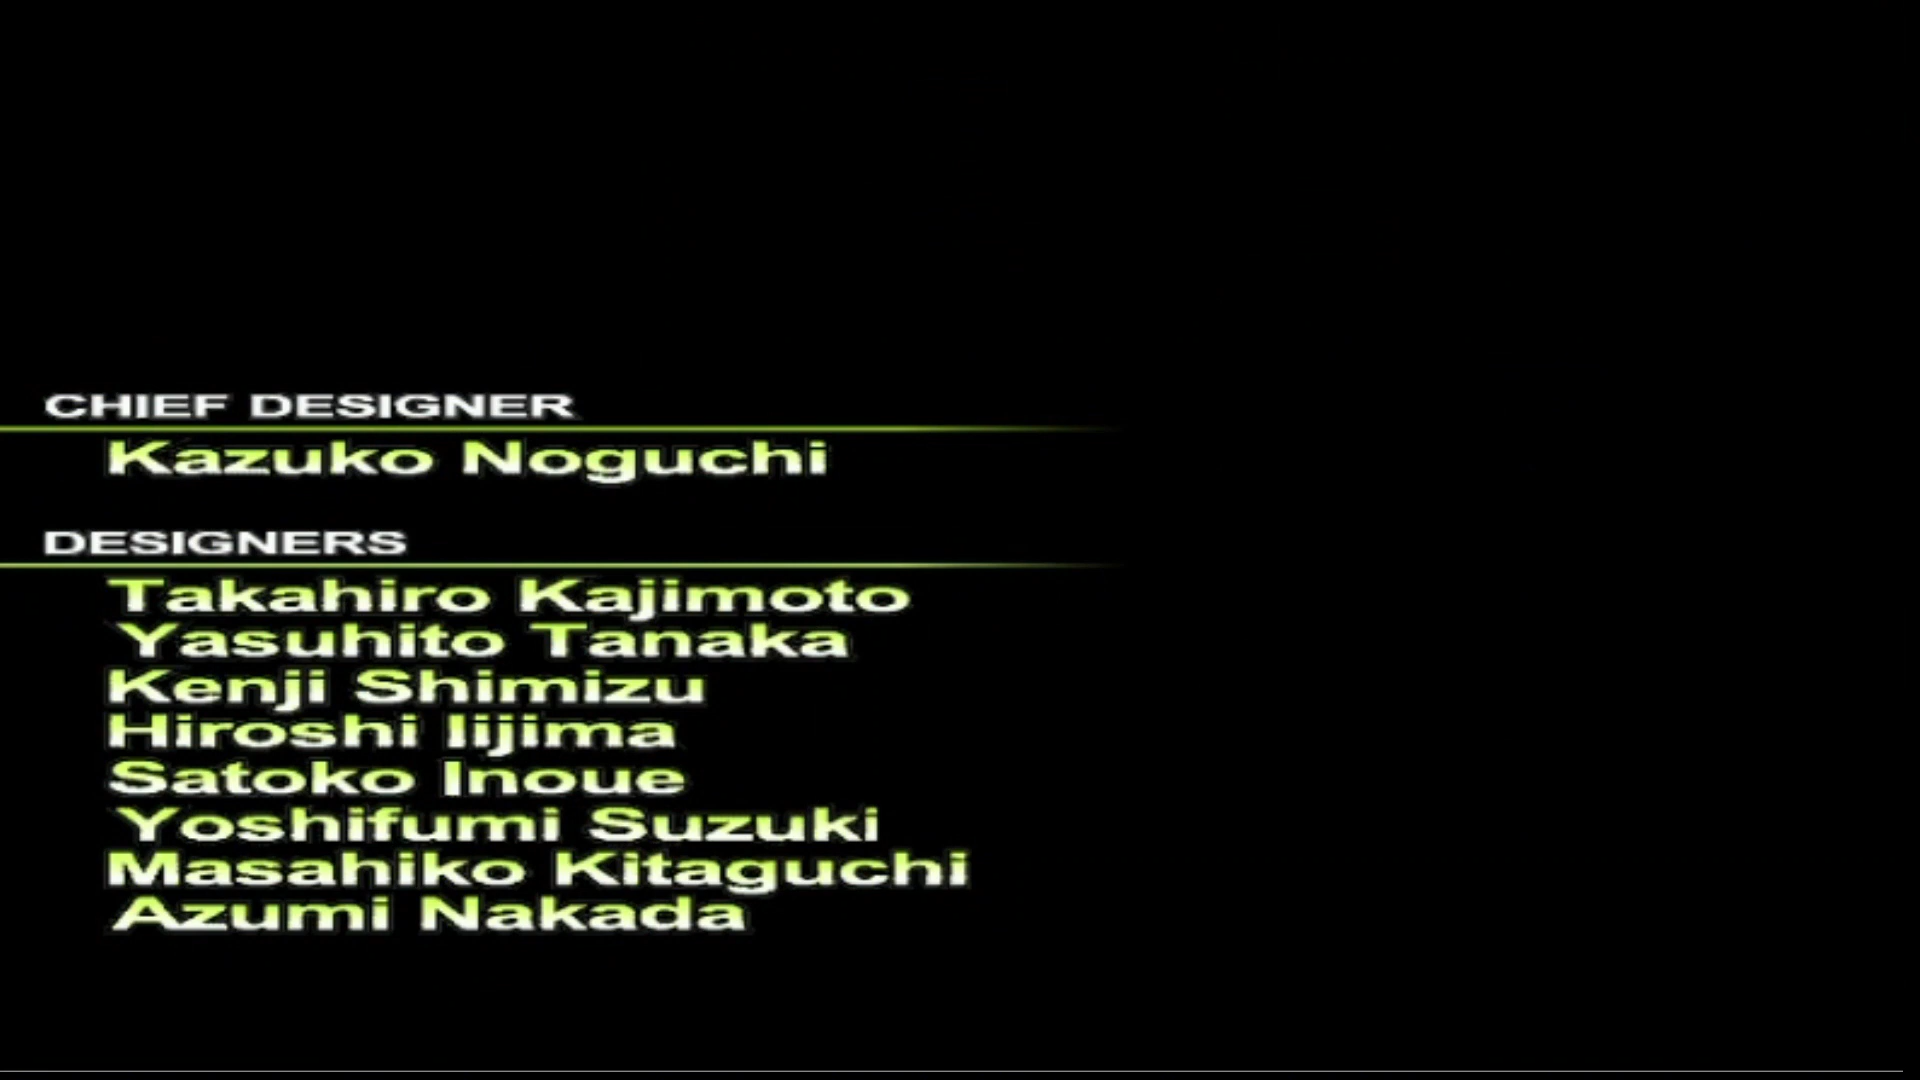 CHIEF DESIGNER
Kazuko Noguchi
DESIGNERS
Takahiro Kajimoto
Yasuhito Tanaka
Kenji Shimizu
Hiroshi Iijima
Satoko Inoue
Yoshifumi Suzuki
Masahiko Kitaguchi
Azumi Nakada